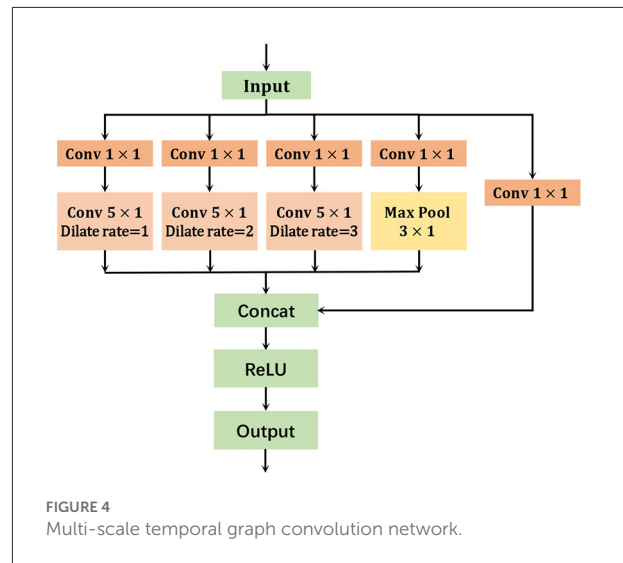 Input
Conv 1 × 1
Conv 1 × 1
Conv 1 × 1
Conv 1 × 1
Conv 1 × 1
Conv 5 × 1
Dilate rate=1
Conv 5 × 1
Dilate rate=2
Conv 5 × 1
Dilate rate=3
Max Pool
3 × 1
Concat
ReLU
Output
FIGURE 4
Multi-scale temporal graph convolution network.